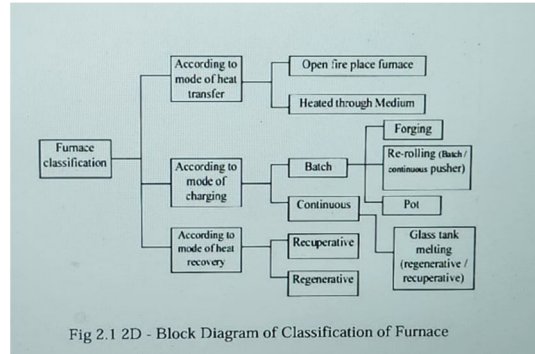 According to
mode of heat
transfer
Open fire place furnace
Heated through Medium
Furnace
classification
According to
mode of
charging
Batch
Continuous
Forging
Re-rolling (Batch /
continuous pusher)
Pot
Glass tank
melting
(regenerative /
recuperative)
According to
mode of heat
recovery
Recuperative
Regenerative
Fig 2.1 2D - Block Diagram of Classification of Furnace